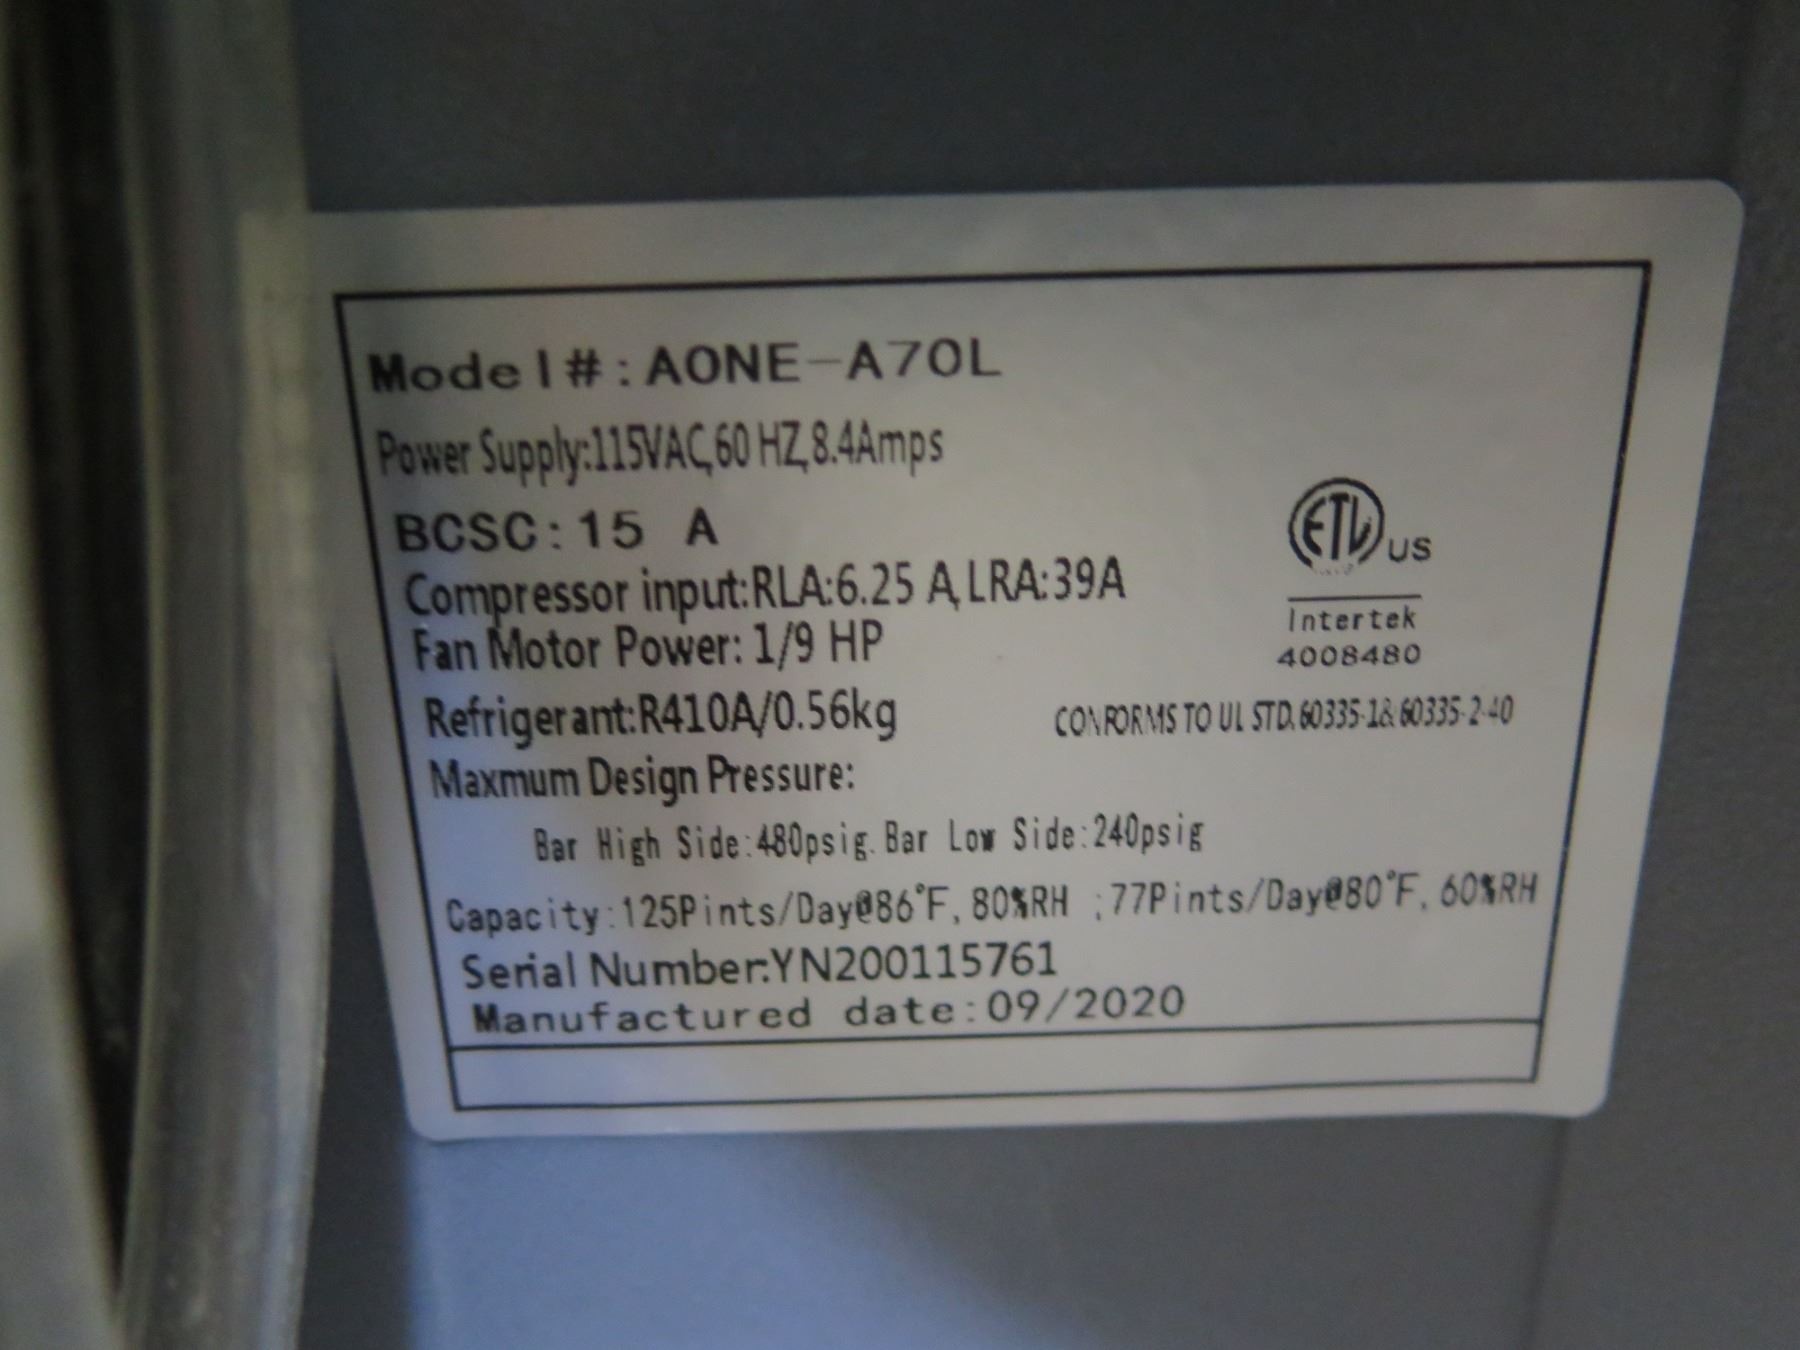 Model#: AONE-A70L
Power Supply:115VAC,60 HZ,8.4Amps
BCSC: 15 A
Compressor input:RLA:6.25 A, LRA:39A
Fan Motor Power: 1/9 HP
Refrigerant:R410A/0.56kg
Maxmum Design Pressure:
Bar High Side:480psig. Bar Low Side:240psig
Capacity:125Pints/Day@86°F, 80%RH ;77Pints/Day@80°F, 60%RH
Serial Number:YN200115761
Manufactured date:09/2020
ETL US
Intertek
4008480
CONFORMS TO UL STD.60335-1& 60335-2-40